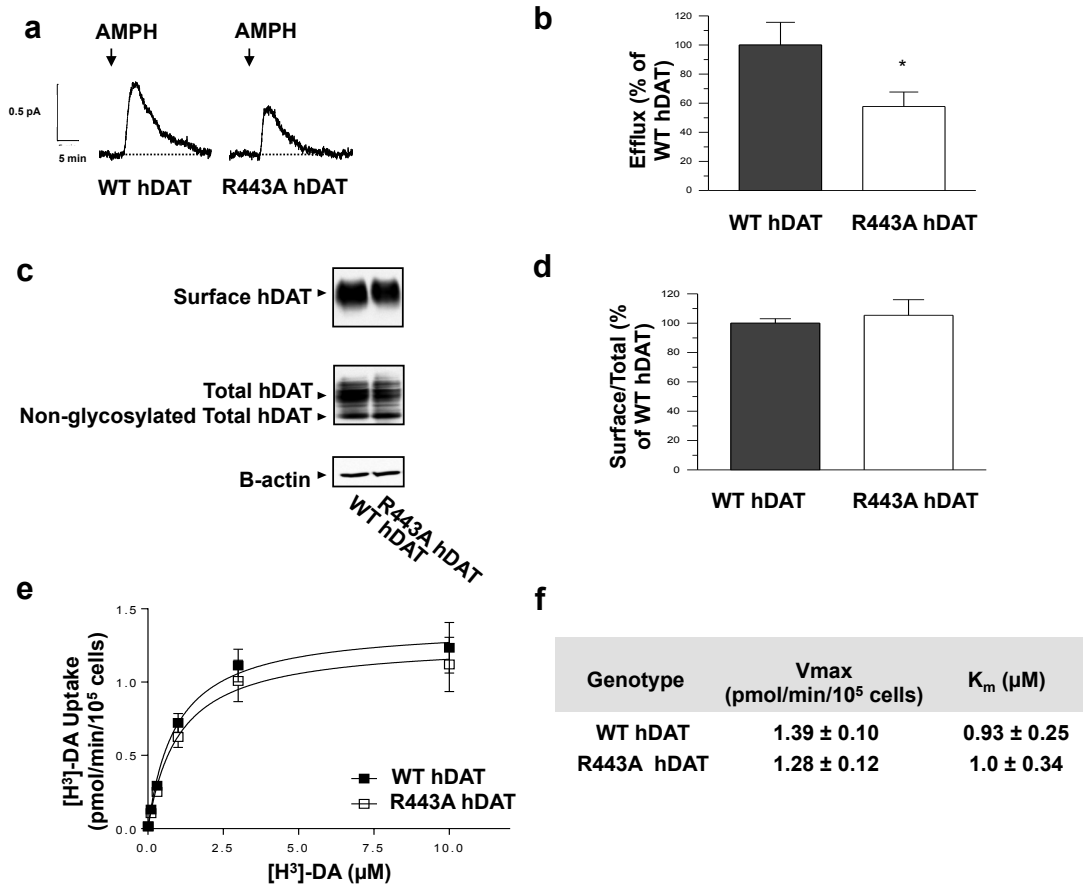 a
AMPH AMPH
0.5 pA
5 min
WT hDAT R443A hDAT
b
Efflux (% of
WT hDAT)
120
100
80
60
40
20
0
*
WT hDAT R443A hDAT
c
Surface hDAT
Total hDAT
Non-glycosylated Total hDAT
B-actin
WT hDAT
R443A hDAT
d
Surface/Total (%
of WT hDAT)
120
100
80
60
40
20
0
WT hDAT R443A hDAT
e
[H³]-DA Uptake
(pmol/min/10⁵ cells)
1.5
1.0
0.5
0.0
0.0 2.5 5.0 7.5 10.0
[H³]-DA (µM)
WT hDAT
R443A hDAT
f
Genotype Vmax (pmol/min/10⁵ cells) Kₘ (µM)
WT hDAT 1.39 ± 0.10 0.93 ± 0.25
R443A hDAT 1.28 ± 0.12 1.0 ± 0.34